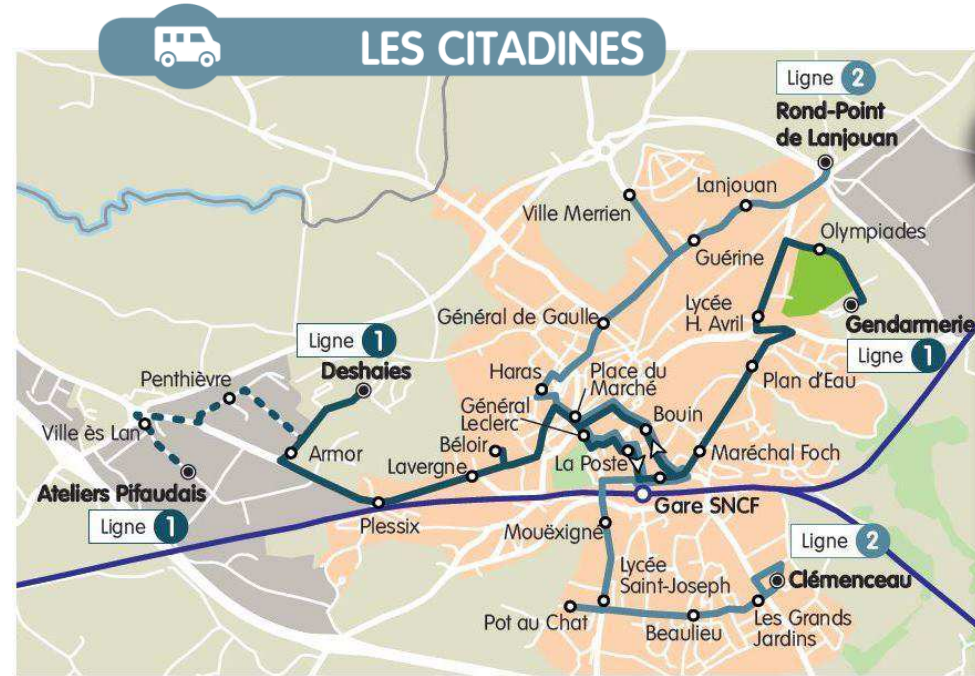 LES CITADINES
Ligne 2
Rond-Point
de Lanjouan
Lanjouan
Ville Merrien
Olympiades
Guérine
Lycée
H. Avril
Général de Gaulle
Gendarmerie
Ligne 1
Ligne 1
Deshaies
Haras
Place du
Marché
Plan d'Eau
Penthièvre
Général
Leclerc
Bouin
Ville ès Lan
Armor
Béloir
Lavergne
La Poste
Maréchal Foch
Ateliers Pifaudais
Ligne 1
Plessix
Gare SNCF
Mouëxigne
Ligne 2
Lycée
Saint-Joseph
Clémenceau
Pot au Chat
Beaulieu
Les Grands
Jardins